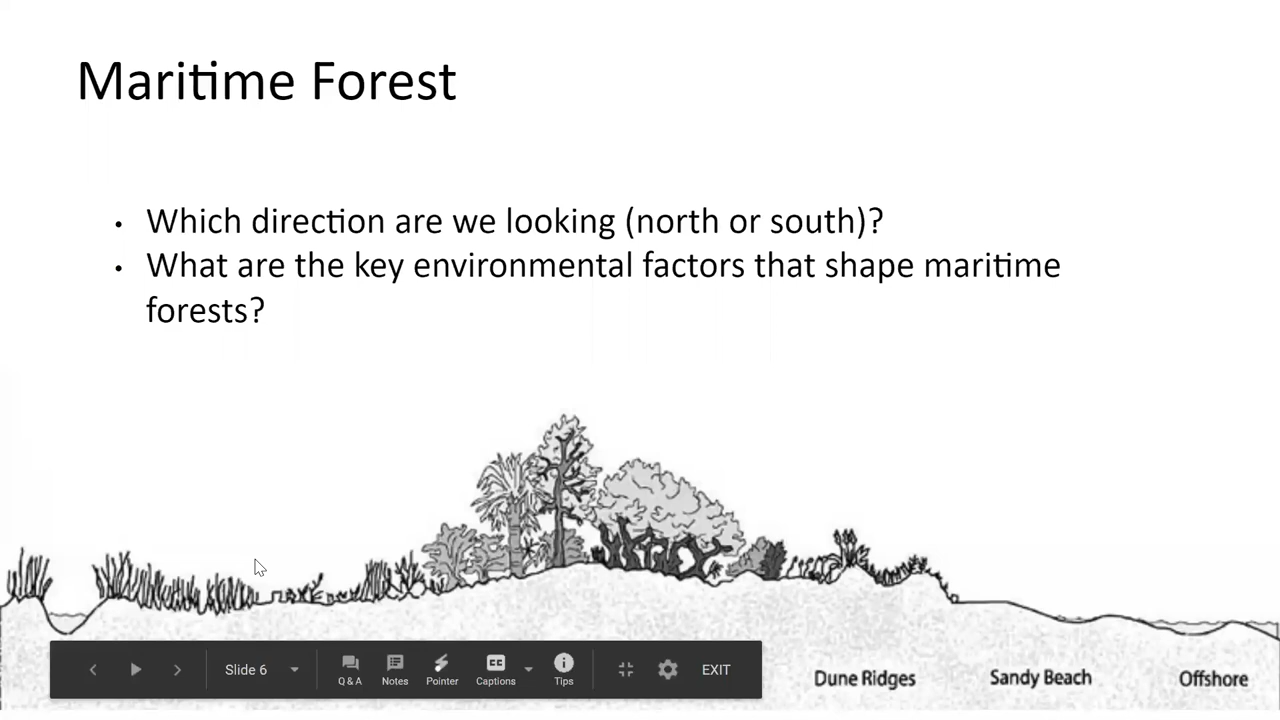 Maritime Forest
• Which direction are we looking (north or south)?
• What are the key environmental factors that shape maritime
forests?
Slide 6
Q & A
Notes
Pointer
CC
Captions
Tips
EXIT
Dune Ridges
Sandy Beach
Offshore